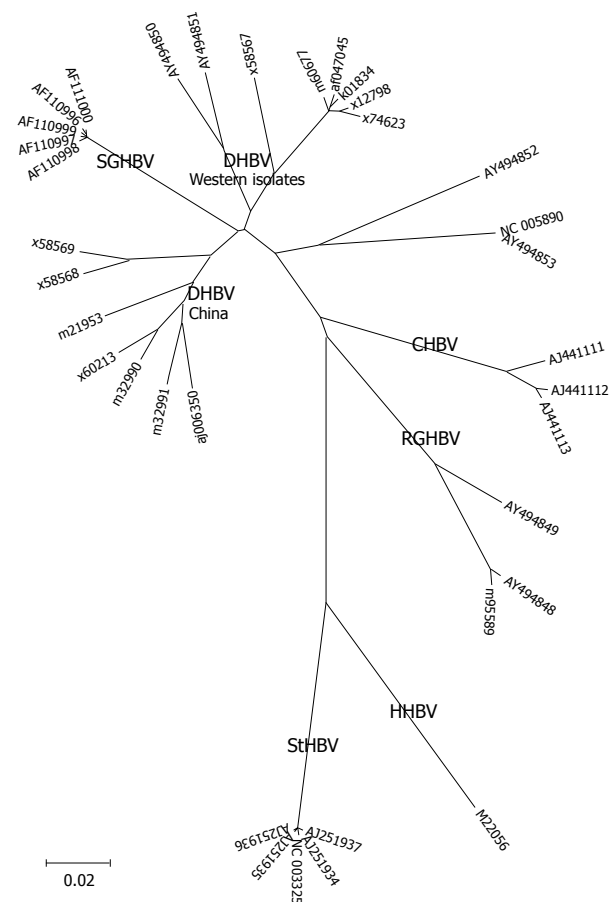 AY494850
AY494851
x58567
m60677
af047045
k01834
x12798
x74623
AF111000
AF110996
AF110999
AF110997
AF110998
SGHBV
DHBV
Western isolates
AY494852
NC 005890
AY494853
x58569
x58568
m21953
DHBV
China
x60213
m32990
m32991
aj006350
CHBV
AJ441111
AJ441112
AJ441113
RGHBV
AY494849
AY494848
m95589
HHBV
StHBV
M22056
AJ251936
AJ251937
AJ251935
AJ251934
NC 003325
0.02